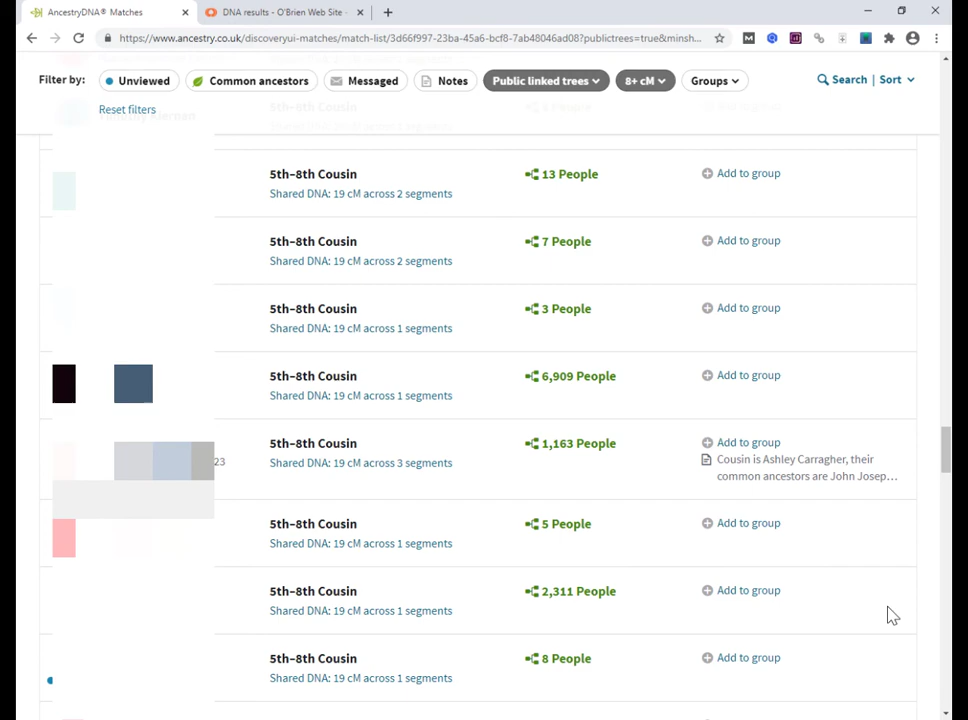 AncestryDNA® Matches
DNA results - O'Brien Web Site -
https://www.ancestry.co.uk/discoveryui-matches/match-list/3d66f997-23ba-45a6-bcf8-7ab48046ad08?publictrees=true&minsh...
Filter by: Unviewed Common ancestors Messaged Notes Public linked trees 8+ cM Groups Search | Sort
Reset filters
5th–8th Cousin 13 People Add to group
Shared DNA: 19 cM across 2 segments
5th–8th Cousin 7 People Add to group
Shared DNA: 19 cM across 2 segments
5th–8th Cousin 3 People Add to group
Shared DNA: 19 cM across 1 segments
5th–8th Cousin 6,909 People Add to group
Shared DNA: 19 cM across 1 segments
5th–8th Cousin 1,163 People Add to group
23 Shared DNA: 19 cM across 3 segments Cousin is Ashley Carragher, their
common ancestors are John Josep...
5th–8th Cousin 5 People Add to group
Shared DNA: 19 cM across 1 segments
5th–8th Cousin 2,311 People Add to group
Shared DNA: 19 cM across 1 segments
5th–8th Cousin 8 People Add to group
Shared DNA: 19 cM across 1 segments